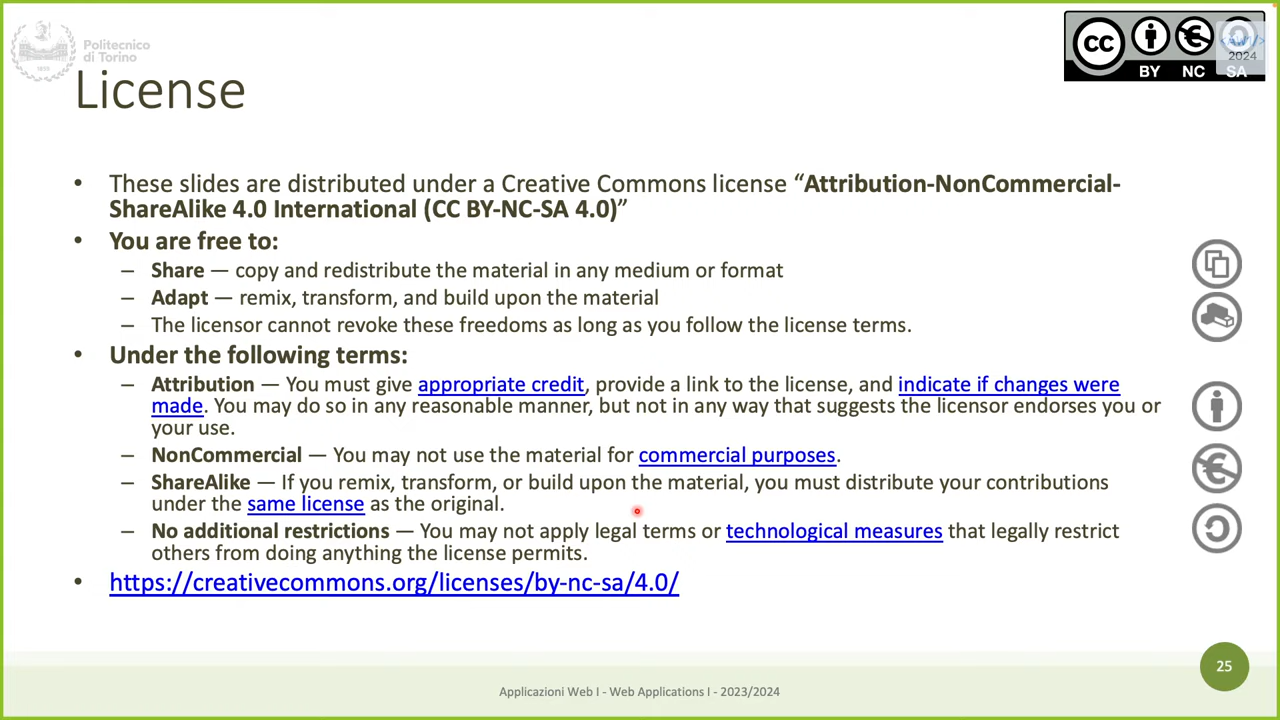 Politecnico
di Torino
1859
CC BY NC SA
<AW1/>
2024
License
• These slides are distributed under a Creative Commons license “Attribution-NonCommercial-
ShareAlike 4.0 International (CC BY-NC-SA 4.0)”
• You are free to:
– Share — copy and redistribute the material in any medium or format
– Adapt — remix, transform, and build upon the material
– The licensor cannot revoke these freedoms as long as you follow the license terms.
• Under the following terms:
– Attribution — You must give appropriate credit, provide a link to the license, and indicate if changes were
made. You may do so in any reasonable manner, but not in any way that suggests the licensor endorses you or
your use.
– NonCommercial — You may not use the material for commercial purposes.
– ShareAlike — If you remix, transform, or build upon the material, you must distribute your contributions
under the same license as the original.
– No additional restrictions — You may not apply legal terms or technological measures that legally restrict
others from doing anything the license permits.
• https://creativecommons.org/licenses/by-nc-sa/4.0/
Applicazioni Web I - Web Applications I - 2023/2024
25